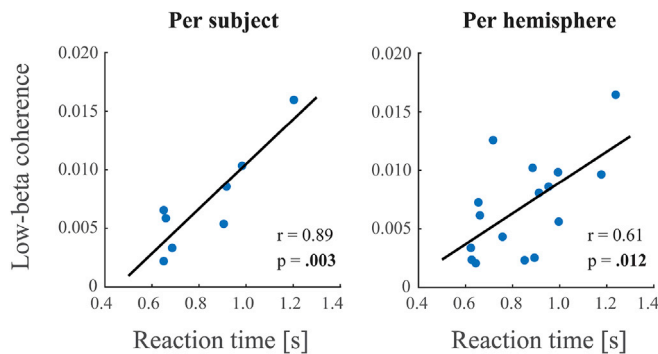 Per subject
Per hemisphere
Low-beta coherence
0.020
0.015
0.010
0.005
0
r = 0.89
p = .003
0.4 0.6 0.8 1.0 1.2 1.4
Reaction time [s]
0.020
0.015
0.010
0.005
0
r = 0.61
p = .012
0.4 0.6 0.8 1.0 1.2 1.4
Reaction time [s]